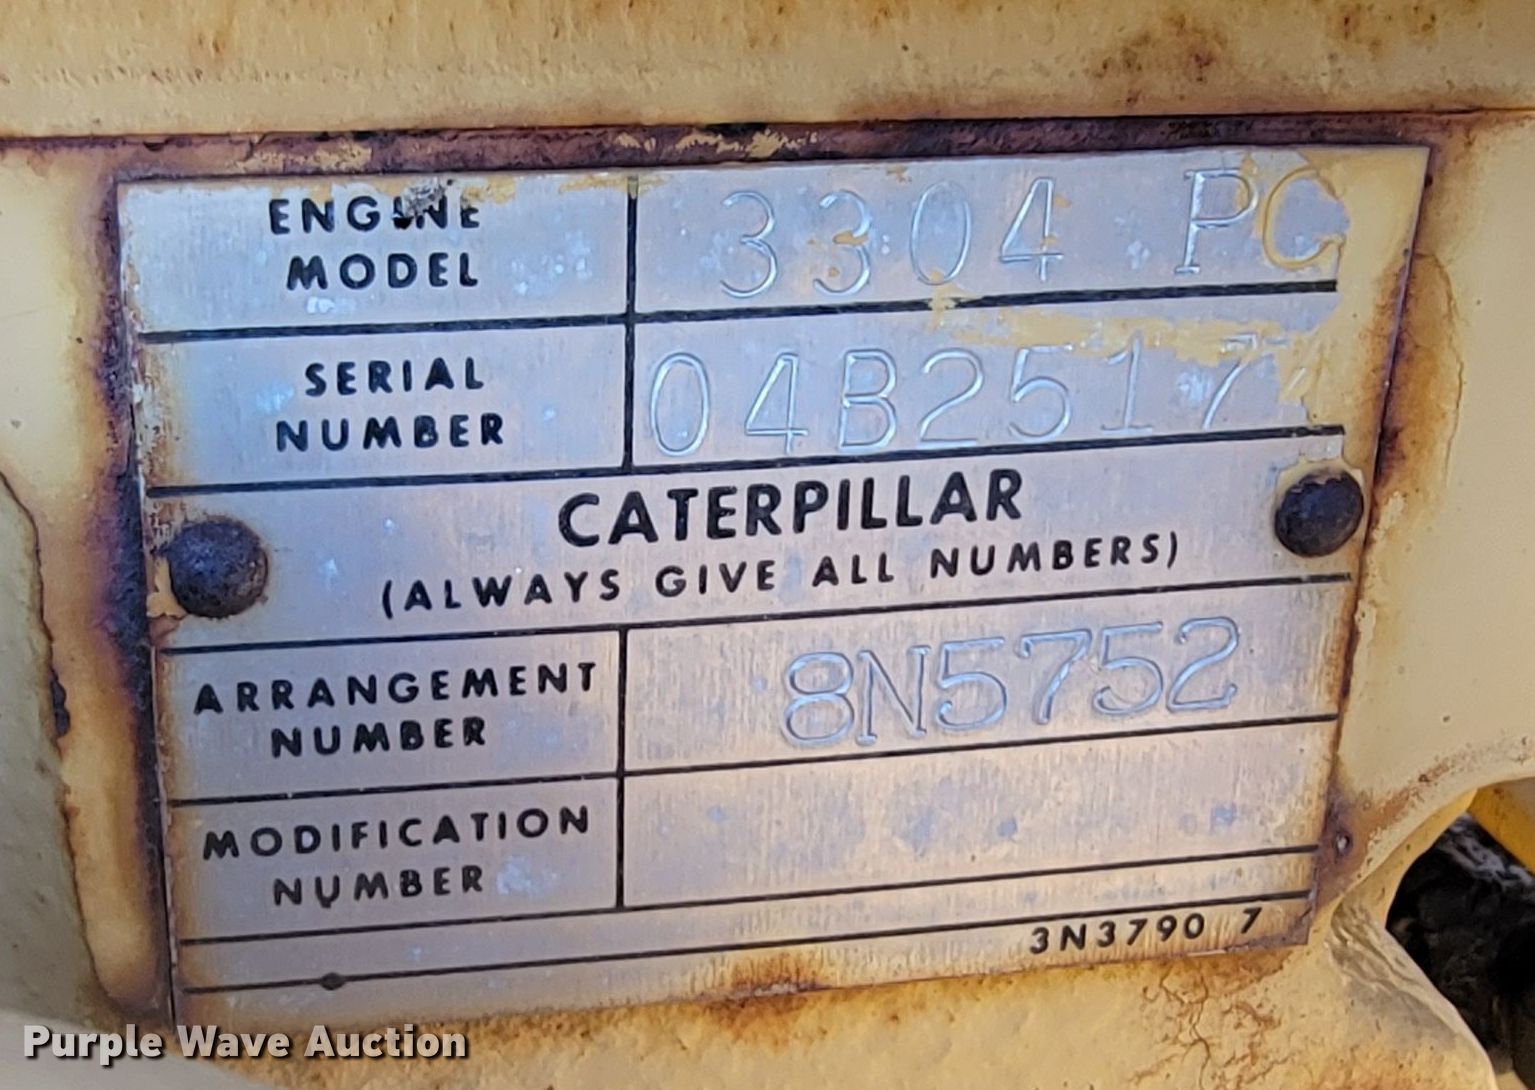 ENGINE
MODEL
3304 PC
SERIAL
NUMBER
04B2517
CATERPILLAR
(ALWAYS GIVE ALL NUMBERS)
ARRANGEMENT
NUMBER
8N5752
MODIFICATION
NUMBER
3N3790 7
Purple Wave Auction